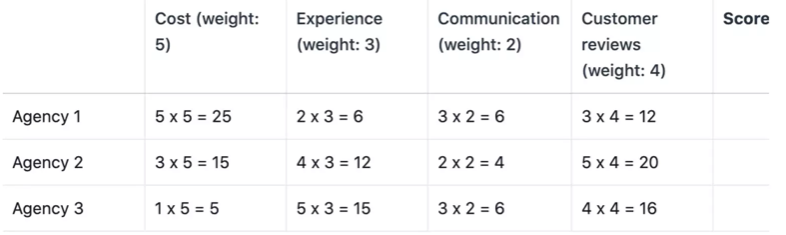 Cost (weight: 5)
Experience (weight: 3)
Communication (weight: 2)
Customer reviews (weight: 4)
Score
Agency 1 5 x 5 = 25 2 x 3 = 6 3 x 2 = 6 3 x 4 = 12
Agency 2 3 x 5 = 15 4 x 3 = 12 2 x 2 = 4 5 x 4 = 20
Agency 3 1 x 5 = 5 5 x 3 = 15 3 x 2 = 6 4 x 4 = 16